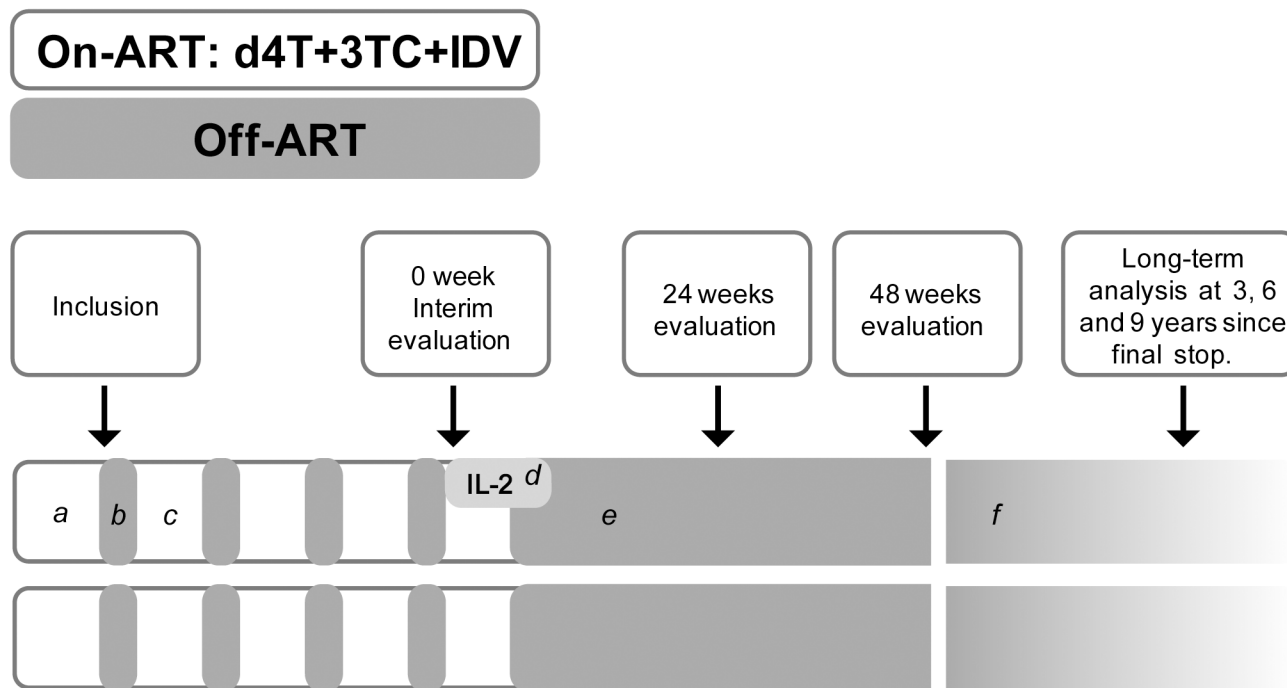 On-ART: d4T+3TC+IDV
Off-ART
Inclusion
0 week
Interim
evaluation
24 weeks
evaluation
48 weeks
evaluation
Long-term
analysis at 3, 6
and 9 years since
final stop.
IL-2 d
a b c e f